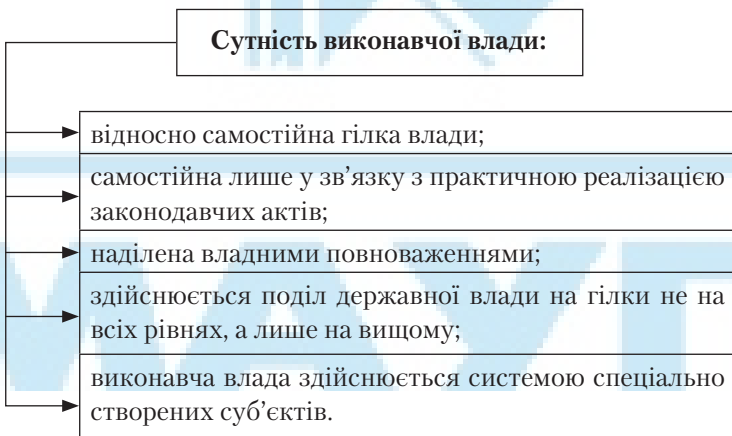 Сутність виконавчої влади:
відносно самостійна гілка влади;
самостійна лише у зв’язку з практичною реалізацією
законодавчих актів;
наділена владними повноваженнями;
здійснюється поділ державної влади на гілки не на
всіх рівнях, а лише на вищому;
виконавча влада здійснюється системою спеціально
створених суб’єктів.
МАУП